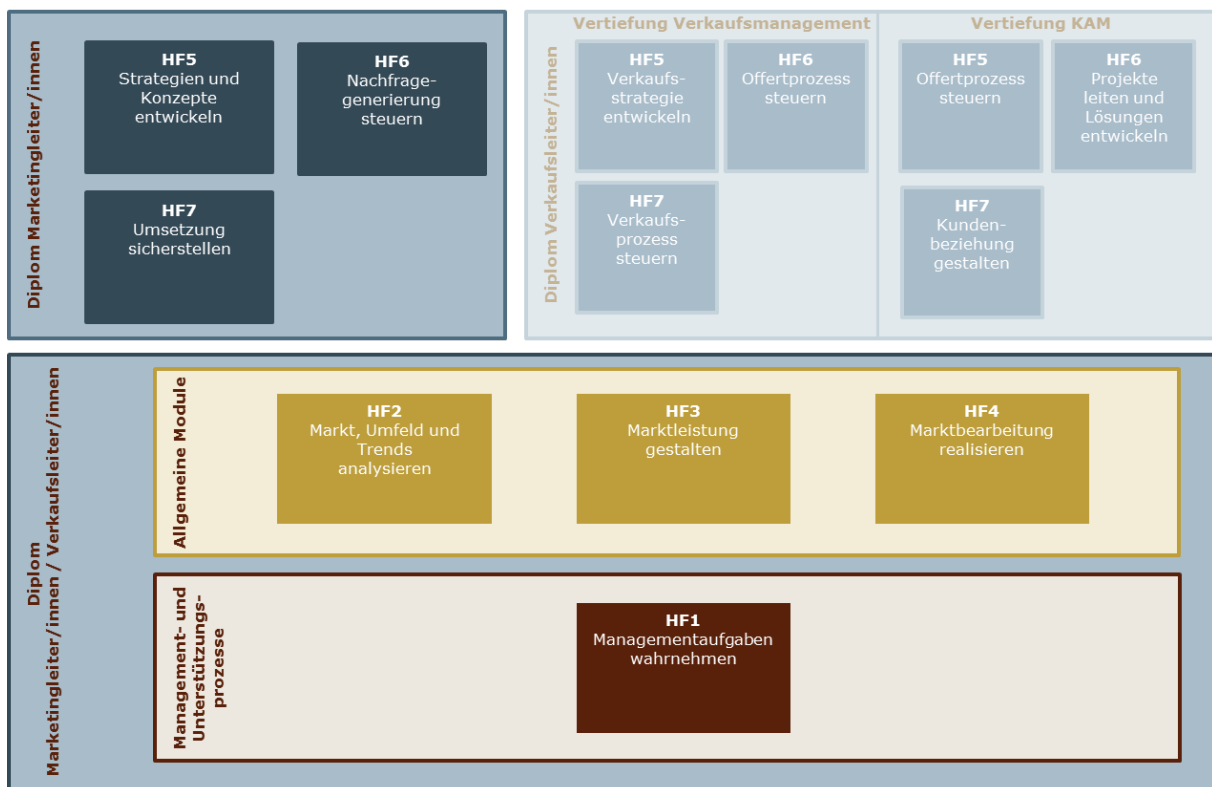 Diplom Marketingleiter/innen
HF5
Strategien und
Konzepte
entwickeln
HF6
Nachfrage-
generierung
steuern
HF7
Umsetzung
sicherstellen
Diplom Verkaufsleiter/innen
Vertiefung Verkaufsmanagement
HF5
Verkaufs-
strategie
entwickeln
HF6
Offertprozess
steuern
HF7
Verkaufs-
prozess
steuern
Vertiefung KAM
HF5
Offertprozess
steuern
HF6
Projekte
leiten und
Lösungen
entwickeln
HF7
Kunden-
beziehung
gestalten
Diplom
Marketingleiter/innen / Verkaufsleiter/innen
Allgemeine Module
HF2
Markt, Umfeld und
Trends
analysieren
HF3
Marktleistung
gestalten
HF4
Marktbearbeitung
realisieren
Management- und
Unterstützungs-
prozesse
HF1
Managementaufgaben
wahrnehmen